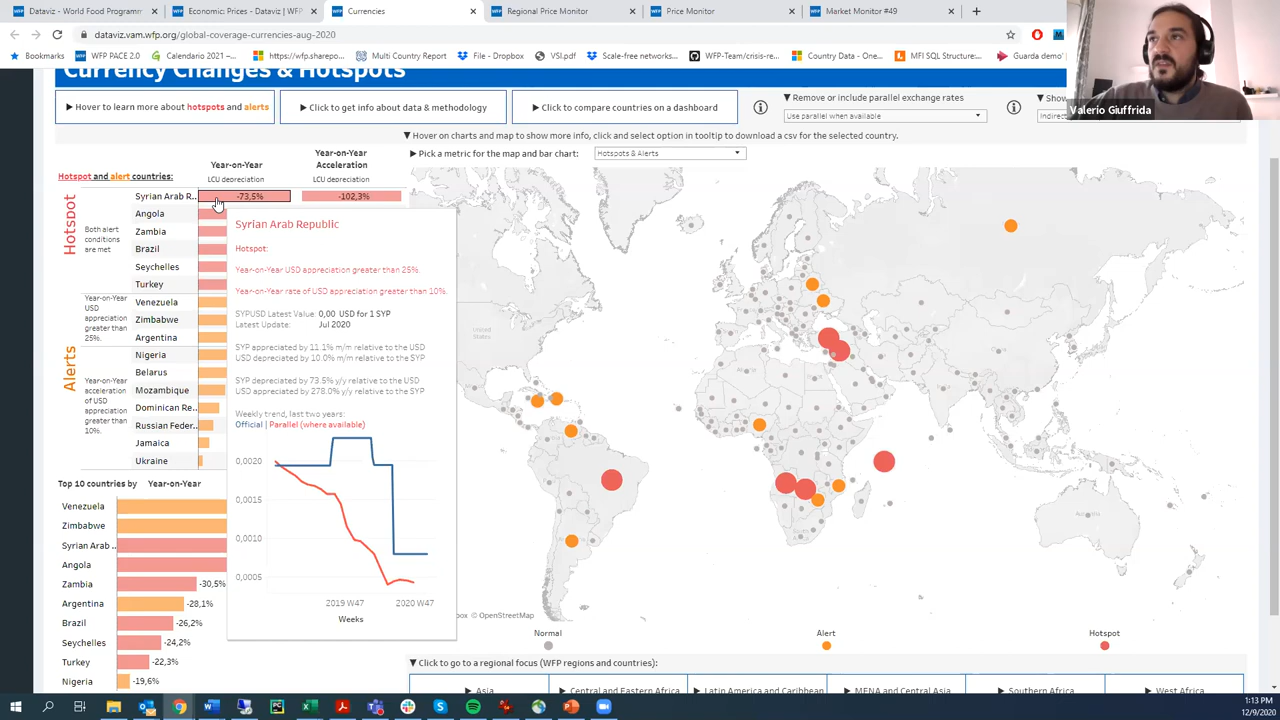 Dataviz - World Food Programm
Economic Prices - Dataviz | WFP
Currencies
Regional Price Monitor
Price Monitor
Market Monitor #49
dataviz.vam.wfp.org/global-coverage-currencies-aug-2020
Bookmarks
WFP PACE 2.0
Calendario 2021 –...
https://wfp.sharepo...
Multi Country Report
File - Dropbox
VSI.pdf
Scale-free networks...
WFP-Team/crisis-re...
Country Data - One...
MFI SQL Structure -...
Guarda demo'
Currency Changes & Hotspots
▶ Hover to learn more about hotspots and alerts
▶ Click to get info about data & methodology
▶ Click to compare countries on a dashboard
▼ Remove or include parallel exchange rates
Use parallel when available
▼ Show
Indirect
Valerio Giuffrida
▼ Hover on charts and map to show more info, click and select option in tooltip to download a csv for the selected country.
▶ Pick a metric for the map and bar chart:
Hotspots & Alerts
Year-on-Year
LCU depreciation
Year-on-Year
Acceleration
LCU depreciation
Hotspot and alert countries:
Hotspot
Both alert
conditions
are met
Syrian Arab R..
-73,5%
-102,3%
Angola
Zambia
Brazil
Seychelles
Turkey
Alerts
Year-on-Year
USD
appreciation
greater than
25%.
Venezuela
Zimbabwe
Argentina
Year-on-Year
acceleration
of USD
appreciation
greater than
10%.
Nigeria
Belarus
Mozambique
Dominican Re..
Russian Feder..
Jamaica
Ukraine
Syrian Arab Republic
Hotspot:
Year-on-Year USD appreciation greater than 25%
Year-on-Year rate of USD appreciation greater than 10%.
SYPUSD Latest Value: 0,00 USD for 1 SYP
Latest Update: Jul 2020
SYP appreciated by 11.1% m/m relative to the USD
USD depreciated by 10.0% m/m relative to the SYP
SYP depreciated by 73.5% y/y relative to the USD
USD appreciated by 278.0% y/y relative to the SYP
Weekly trend, last two years:
Official | Parallel (where available)
0,0020
0,0015
0,0010
0,0005
2019 W47
2020 W47
Weeks
Top 10 countries by Year-on-Year
Venezuela
Zimbabwe
Syrian Arab ..
Angola
Zambia
-30,5%
Argentina
-28,1%
Brazil
-26,2%
Seychelles
-24,2%
Turkey
-22,3%
Nigeria
-19,6%
United
States
box © OpenStreetMap
Normal
Alert
Hotspot
▼ Click to go to a regional focus (WFP regions and countries):
▶ Asia
▶ Central and Eastern Africa
▶ Latin America and Caribbean
▶ MENA and Central Asia
▶ Southern Africa
▶ West Africa
1:13 PM
12/9/2020